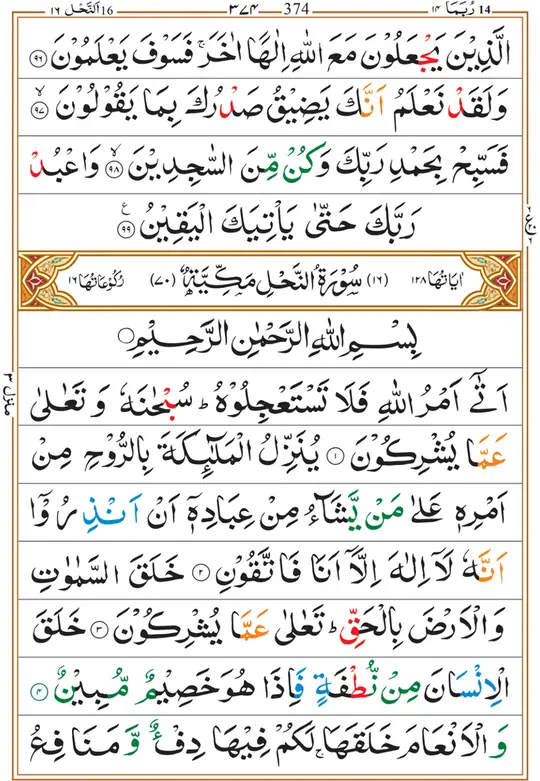 14 رُبَمَا ١٤ 374 ٣٧٤ 16 اَلنَّحْل ١٦
الَّذِيْنَ يَجْعَلُوْنَ مَعَ اللّٰهِ اِلٰهًا اٰخَرَ ۚ فَسَوْفَ يَعْلَمُوْنَ ۝٩٦
وَلَقَدْ نَعْلَمُ اَنَّكَ يَضِيْقُ صَدْرُكَ بِمَا يَقُوْلُوْنَ ۙ۝٩٧
فَسَبِّحْ بِحَمْدِ رَبِّكَ وَكُنْ مِّنَ السّٰجِدِيْنَ ۙ۝٩٨ وَاعْبُدْ
رَبَّكَ حَتّٰى يَاْتِيَكَ الْيَقِيْنُ ۝٩٩ ع
اٰيَاتُهَا ١٢٨ (١٦) سُوْرَةُ النَّحْلِ مَكِّيَّةٌ (٧٠) رُكُوْعَاتُهَا ١٦
بِسْمِ اللّٰهِ الرَّحْمٰنِ الرَّحِيْمِ
اَتٰۤى اَمْرُ اللّٰهِ فَلَا تَسْتَعْجِلُوْهُ ؕ سُبْحٰنَهٗ وَ تَعٰلٰى
عَمَّا يُشْرِكُوْنَ ۝١ يُنَزِّلُ الْمَلٰٓئِكَةَ بِالرُّوْحِ مِنْ
اَمْرِهٖ عَلٰى مَنْ يَّشَآءُ مِنْ عِبَادِهٖۤ اَنْ اَنْذِرُوْۤا
اَنَّهٗ لَاۤ اِلٰهَ اِلَّاۤ اَنَا فَاتَّقُوْنِ ۝٢ خَلَقَ السَّمٰوٰتِ
وَالْاَرْضَ بِالْحَقِّ ؕ تَعٰلٰى عَمَّا يُشْرِكُوْنَ ۝٣ خَلَقَ
الْاِنْسَانَ مِنْ نُّطْفَةٍ فَاِذَا هُوَ خَصِيْمٌ مُّبِيْنٌ ۝٤
وَالْاَنْعَامَ خَلَقَهَا ۚ لَكُمْ فِيْهَا دِفْءٌ وَّ مَنَافِعُ
منزل ٣